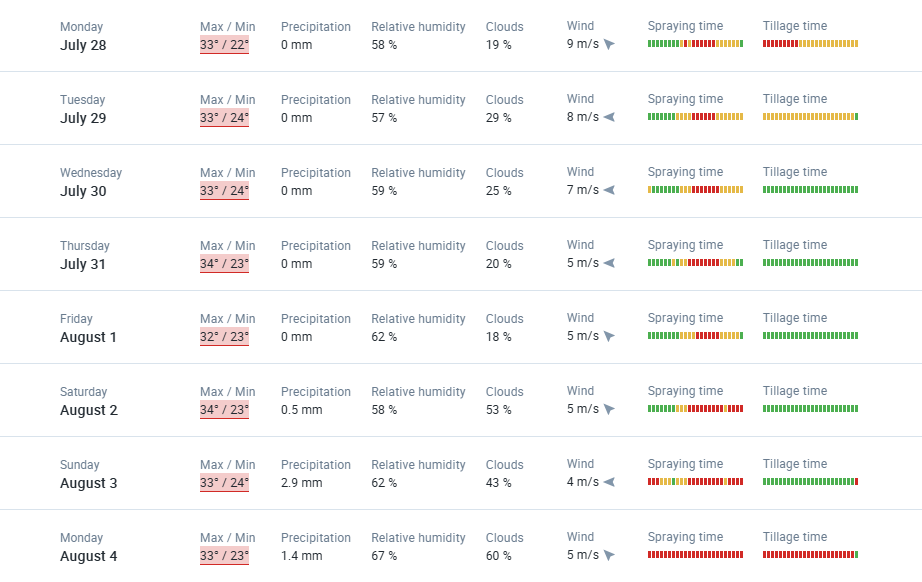 Monday Max / Min Precipitation Relative humidity Clouds Wind Spraying time Tillage time
July 28 33° / 22° 0 mm 58 % 19 % 9 m/s
Tuesday Max / Min Precipitation Relative humidity Clouds Wind Spraying time Tillage time
July 29 33° / 24° 0 mm 57 % 29 % 8 m/s
Wednesday Max / Min Precipitation Relative humidity Clouds Wind Spraying time Tillage time
July 30 33° / 24° 0 mm 59 % 25 % 7 m/s
Thursday Max / Min Precipitation Relative humidity Clouds Wind Spraying time Tillage time
July 31 34° / 23° 0 mm 59 % 20 % 5 m/s
Friday Max / Min Precipitation Relative humidity Clouds Wind Spraying time Tillage time
August 1 32° / 23° 0 mm 62 % 18 % 5 m/s
Saturday Max / Min Precipitation Relative humidity Clouds Wind Spraying time Tillage time
August 2 34° / 23° 0.5 mm 58 % 53 % 5 m/s
Sunday Max / Min Precipitation Relative humidity Clouds Wind Spraying time Tillage time
August 3 33° / 24° 2.9 mm 62 % 43 % 4 m/s
Monday Max / Min Precipitation Relative humidity Clouds Wind Spraying time Tillage time
August 4 33° / 23° 1.4 mm 67 % 60 % 5 m/s